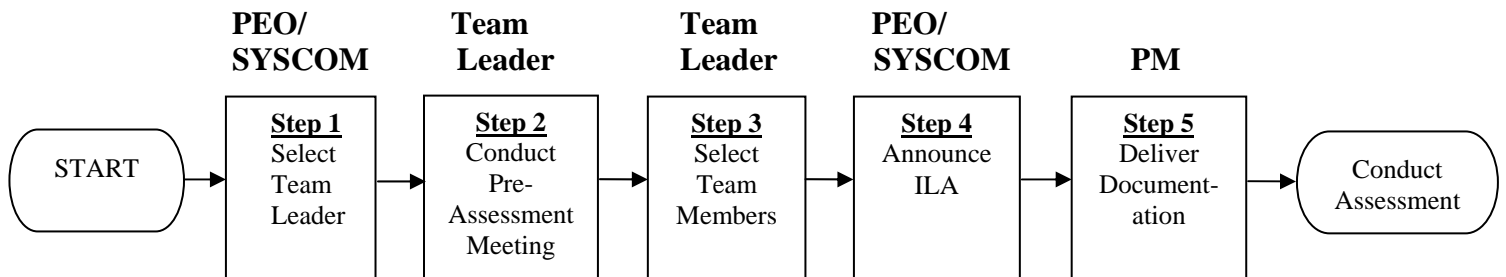 PEO/
SYSCOM
Team
Leader
Team
Leader
PEO/
SYSCOM
PM
START
Step 1
Select
Team
Leader
Step 2
Conduct
Pre-
Assessment
Meeting
Step 3
Select
Team
Members
Step 4
Announce
ILA
Step 5
Deliver
Document-
ation
Conduct
Assessment